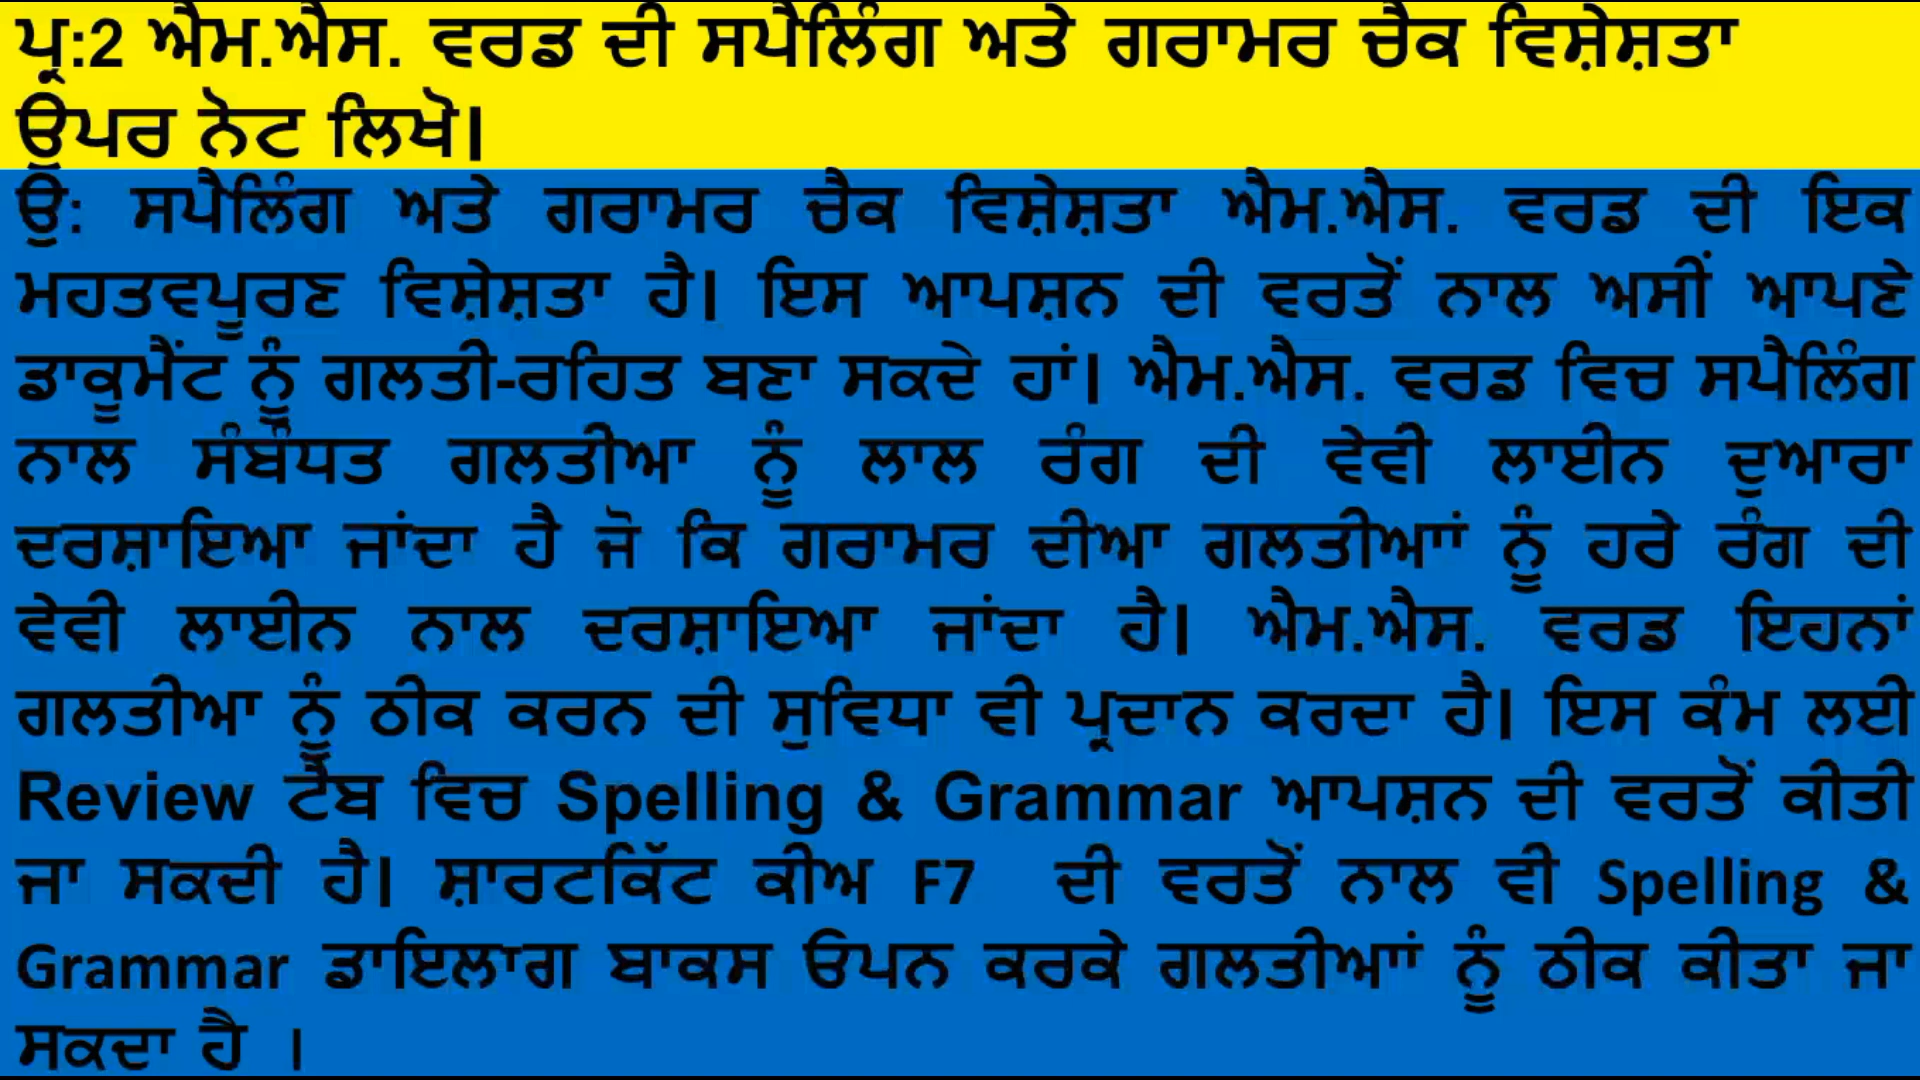 ਪ੍ਰ:2 ਐਮ.ਐਸ. ਵਰਡ ਦੀ ਸਪੈਲਿੰਗ ਅਤੇ ਗਰਾਮਰ ਚੈਕ ਵਿਸ਼ੇਸ਼ਤਾ
ਉਪਰ ਨੋਟ ਲਿਖੋ।
ਉ: ਸਪੈਲਿੰਗ ਅਤੇ ਗਰਾਮਰ ਚੈਕ ਵਿਸ਼ੇਸ਼ਤਾ ਐਮ.ਐਸ. ਵਰਡ ਦੀ ਇਕ
ਮਹਤਵਪੂਰਣ ਵਿਸ਼ੇਸ਼ਤਾ ਹੈ। ਇਸ ਆਪਸ਼ਨ ਦੀ ਵਰਤੋਂ ਨਾਲ ਅਸੀਂ ਆਪਣੇ
ਡਾਕੂਮੈਂਟ ਨੂੰ ਗਲਤੀ-ਰਹਿਤ ਬਣਾ ਸਕਦੇ ਹਾਂ। ਐਮ.ਐਸ. ਵਰਡ ਵਿਚ ਸਪੈਲਿੰਗ
ਨਾਲ ਸੰਬੰਧਤ ਗਲਤੀਆ ਨੂੰ ਲਾਲ ਰੰਗ ਦੀ ਵੇਵੀ ਲਾਈਨ ਦੁਆਰਾ
ਦਰਸ਼ਾਇਆ ਜਾਂਦਾ ਹੈ ਜੋ ਕਿ ਗਰਾਮਰ ਦੀਆ ਗਲਤੀਆਾਂ ਨੂੰ ਹਰੇ ਰੰਗ ਦੀ
ਵੇਵੀ ਲਾਈਨ ਨਾਲ ਦਰਸ਼ਾਇਆ ਜਾਂਦਾ ਹੈ। ਐਮ.ਐਸ. ਵਰਡ ਇਹਨਾਂ
ਗਲਤੀਆ ਨੂੰ ਠੀਕ ਕਰਨ ਦੀ ਸੁਵਿਧਾ ਵੀ ਪ੍ਰਦਾਨ ਕਰਦਾ ਹੈ। ਇਸ ਕੰਮ ਲਈ
Review ਟੈਬ ਵਿਚ Spelling & Grammar ਆਪਸ਼ਨ ਦੀ ਵਰਤੋਂ ਕੀਤੀ
ਜਾ ਸਕਦੀ ਹੈ। ਸ਼ਾਰਟਕਿੱਟ ਕੀਅ F7 ਦੀ ਵਰਤੋਂ ਨਾਲ ਵੀ Spelling &
Grammar ਡਾਇਲਾਗ ਬਾਕਸ ਓਪਨ ਕਰਕੇ ਗਲਤੀਆਾਂ ਨੂੰ ਠੀਕ ਕੀਤਾ ਜਾ
ਸਕਦਾ ਹੈ ।